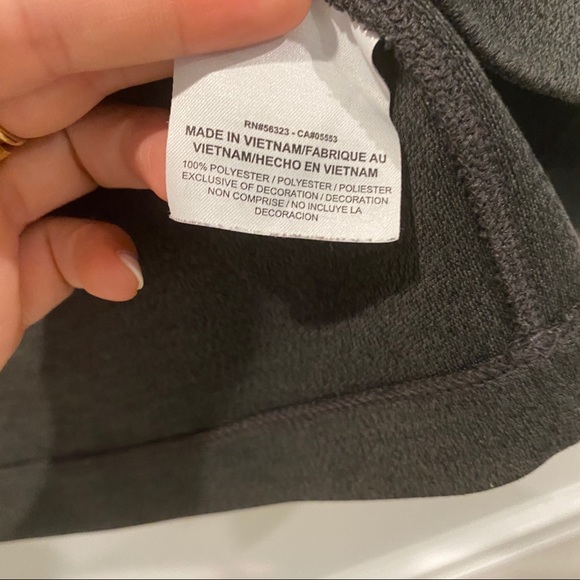 RN#56323 - CA#05553
MADE IN VIETNAM/FABRIQUE AU
VIETNAM/HECHO EN VIETNAM
100% POLYESTER / POLYESTER / POLIESTER
EXCLUSIVE OF DECORATION / DECORATION
NON COMPRISE / NO INCLUYE LA
DECORACION